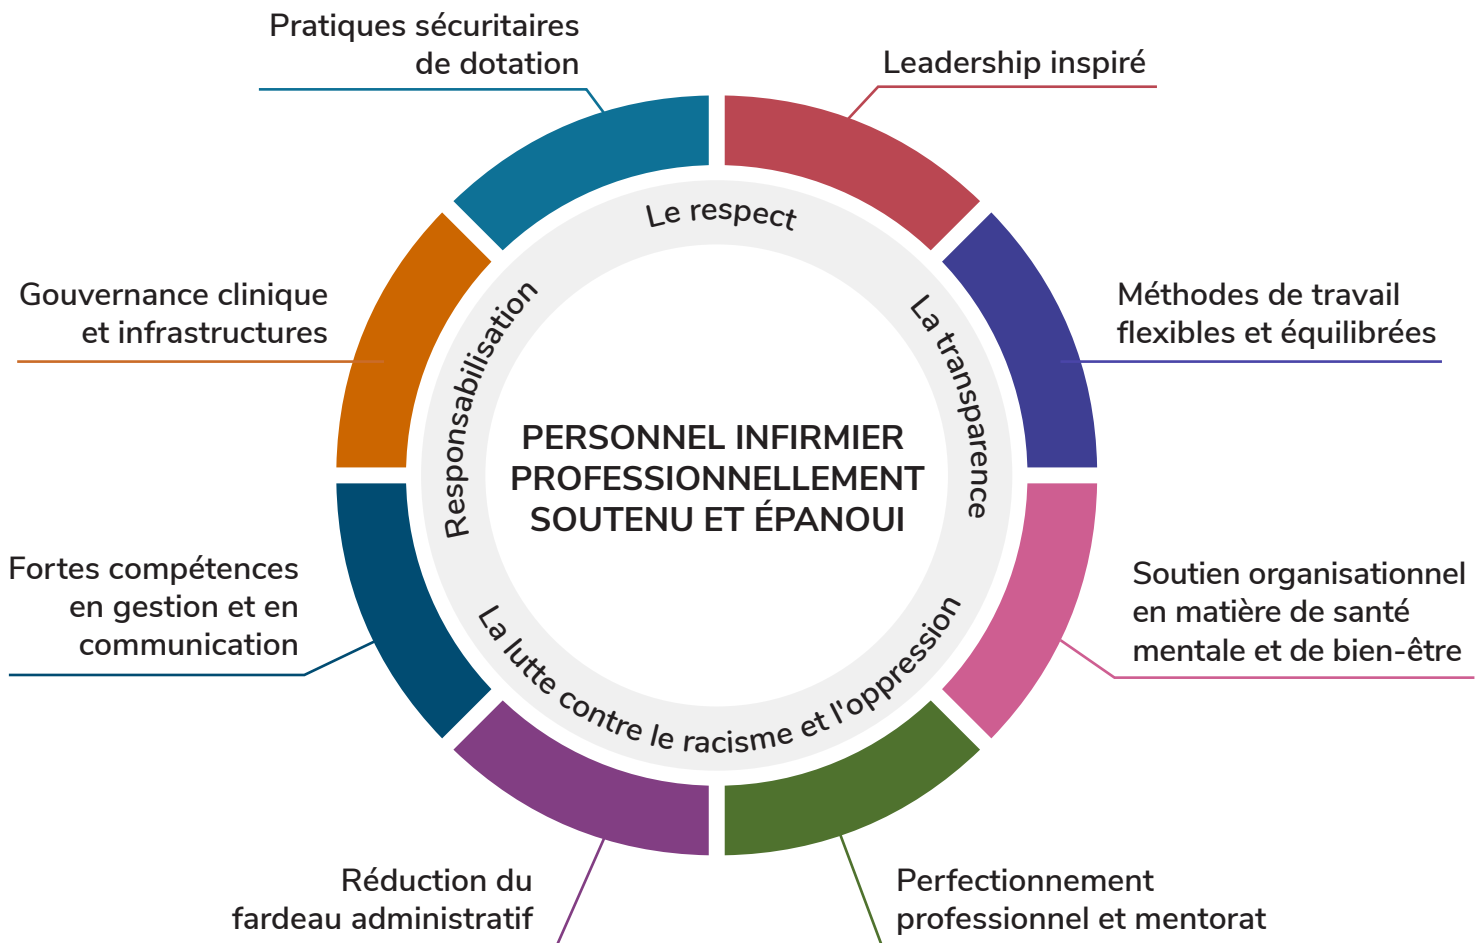 Pratiques sécuritaires
de dotation
Leadership inspiré
Gouvernance clinique
et infrastructures
Méthodes de travail
flexibles et équilibrées
Fortes compétences
en gestion et en
communication
Soutien organisationnel
en matière de santé
mentale et de bien-être
Réduction du
fardeau administratif
Perfectionnement
professionnel et mentorat
Le respect
La transparence
La lutte contre le racisme et l'oppression
Responsabilisation
PERSONNEL INFIRMIER
PROFESSIONNELLEMENT
SOUTENU ET ÉPANOUI